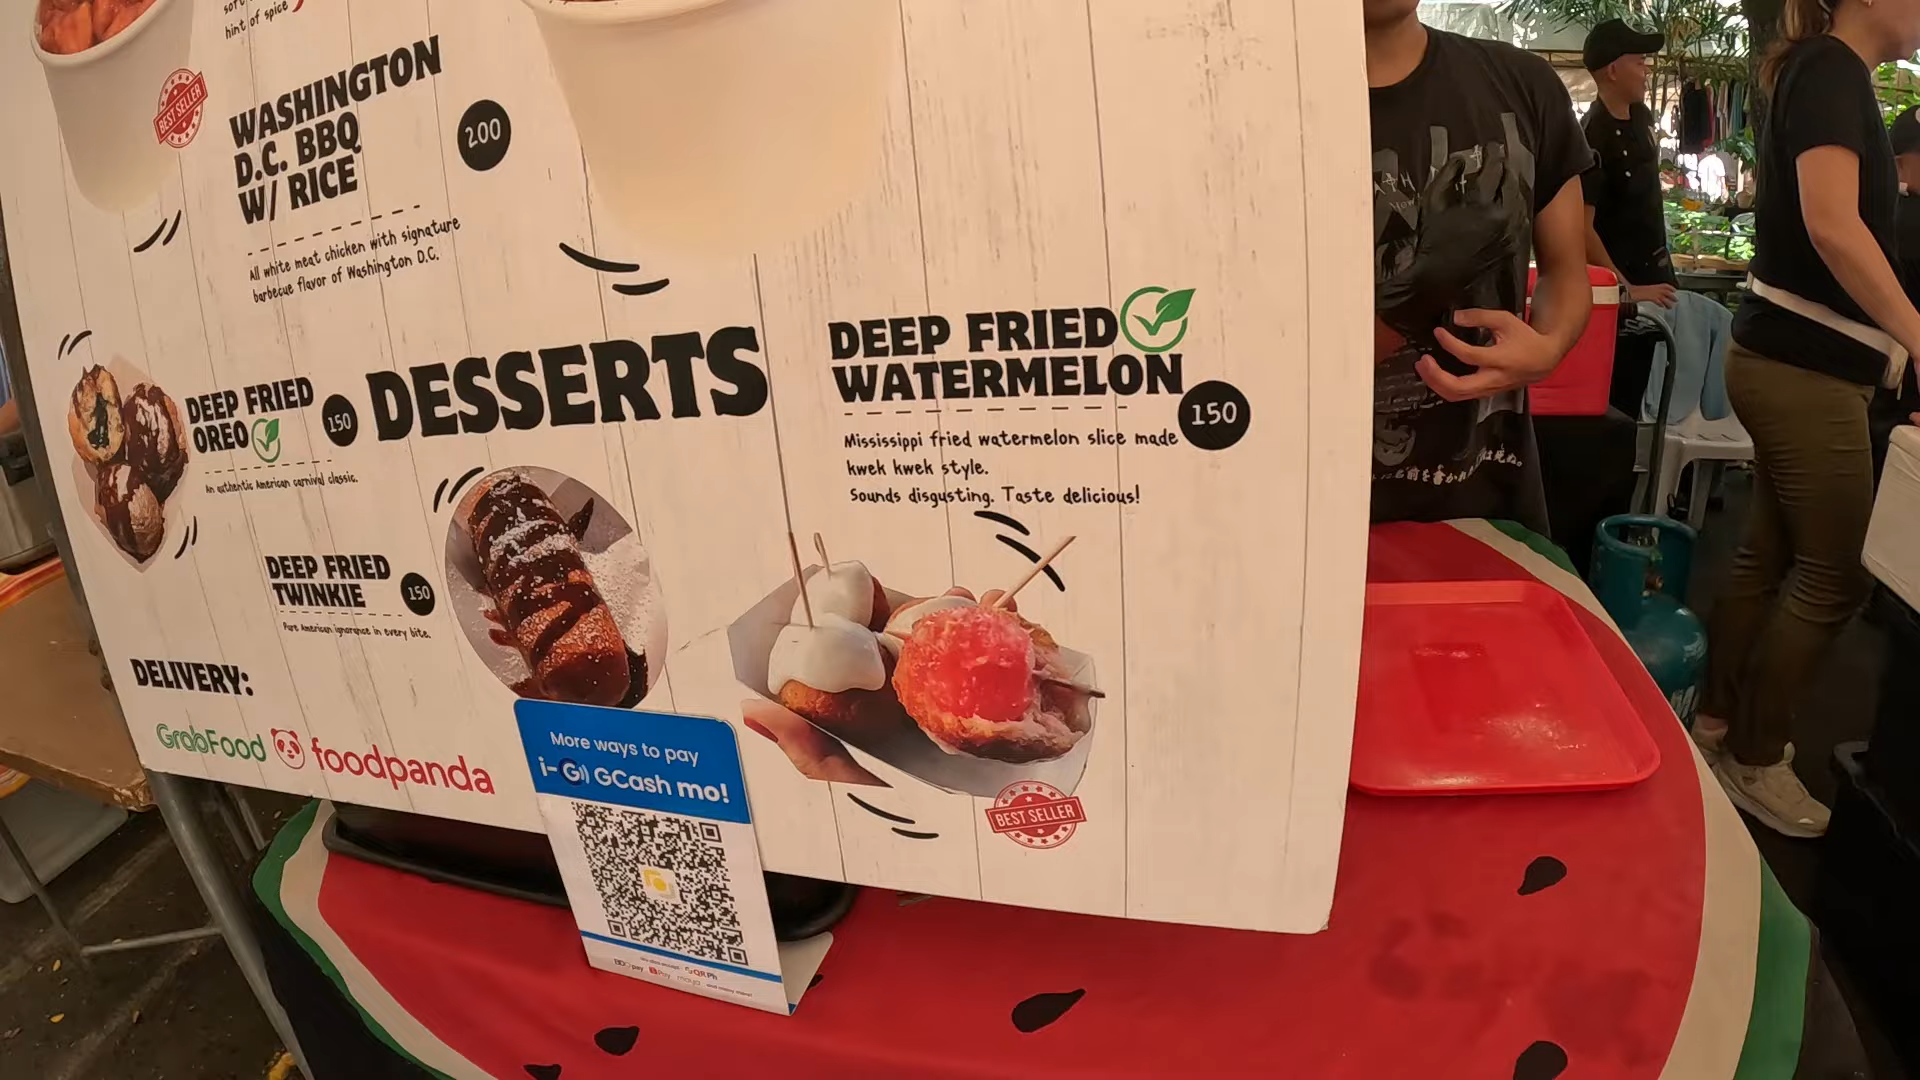 hint of spice
BEST SELLER
WASHINGTON
D.C. BBQ
W/ RICE
200
All white meat chicken with signature
barbecue flavor of Washington D.C.
DESSERTS
DEEP FRIED
OREO
150
An authentic American carnival classic.
DEEP FRIED
TWINKIE
150
Pure American ignorance in every bite.
DEEP FRIED
WATERMELON
150
Mississippi fried watermelon slice made
kwek kwek style.
Sounds disgusting. Taste delicious!
BEST SELLER
DELIVERY:
GrabFood
foodpanda
More ways to pay
i-G)) GCash mo!
QRPh